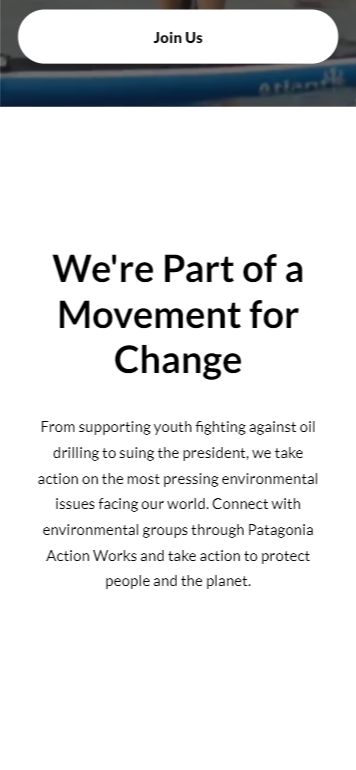 Join Us
We're Part of a
Movement for
Change
From supporting youth fighting against oil
drilling to suing the president, we take
action on the most pressing environmental
issues facing our world. Connect with
environmental groups through Patagonia
Action Works and take action to protect
people and the planet.